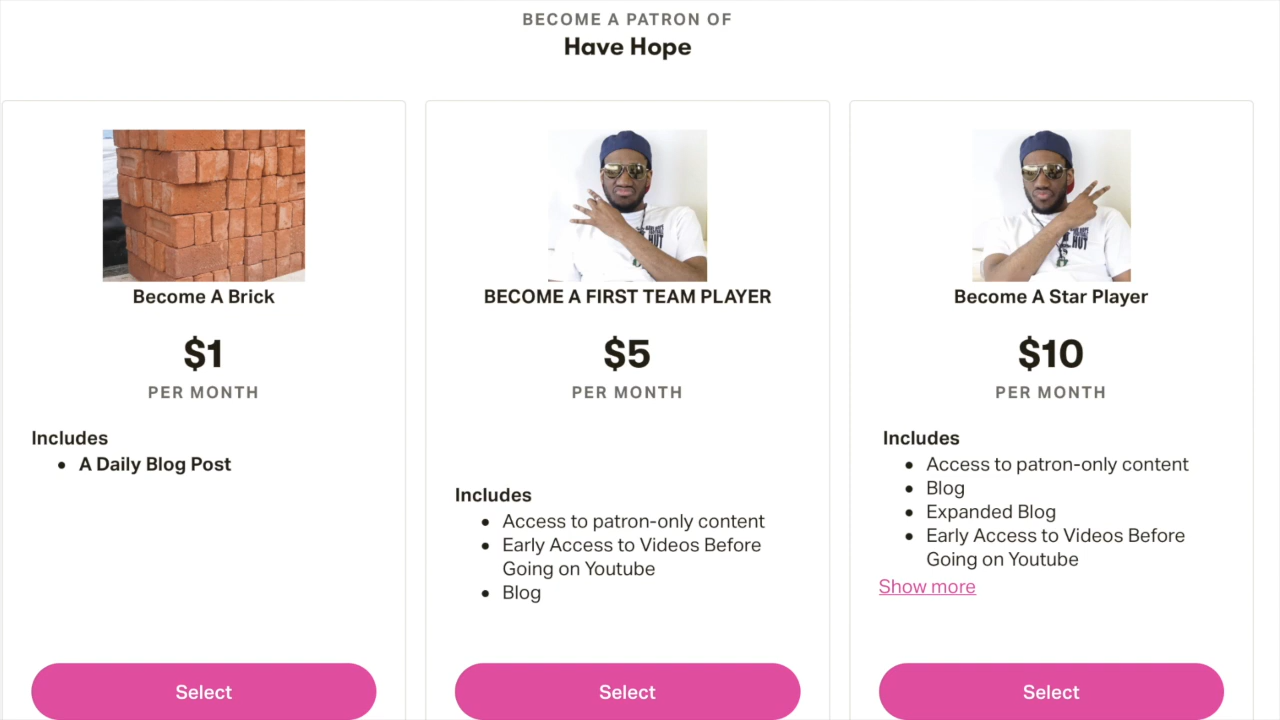 BECOME A PATRON OF
Have Hope
Become A Brick
$1
PER MONTH
Includes
• A Daily Blog Post
Select
HUT
BECOME A FIRST TEAM PLAYER
$5
PER MONTH
Includes
• Access to patron-only content
• Early Access to Videos Before
Going on Youtube
• Blog
Select
HUT
Become A Star Player
$10
PER MONTH
Includes
• Access to patron-only content
• Blog
• Expanded Blog
• Early Access to Videos Before
Going on Youtube
Show more
Select